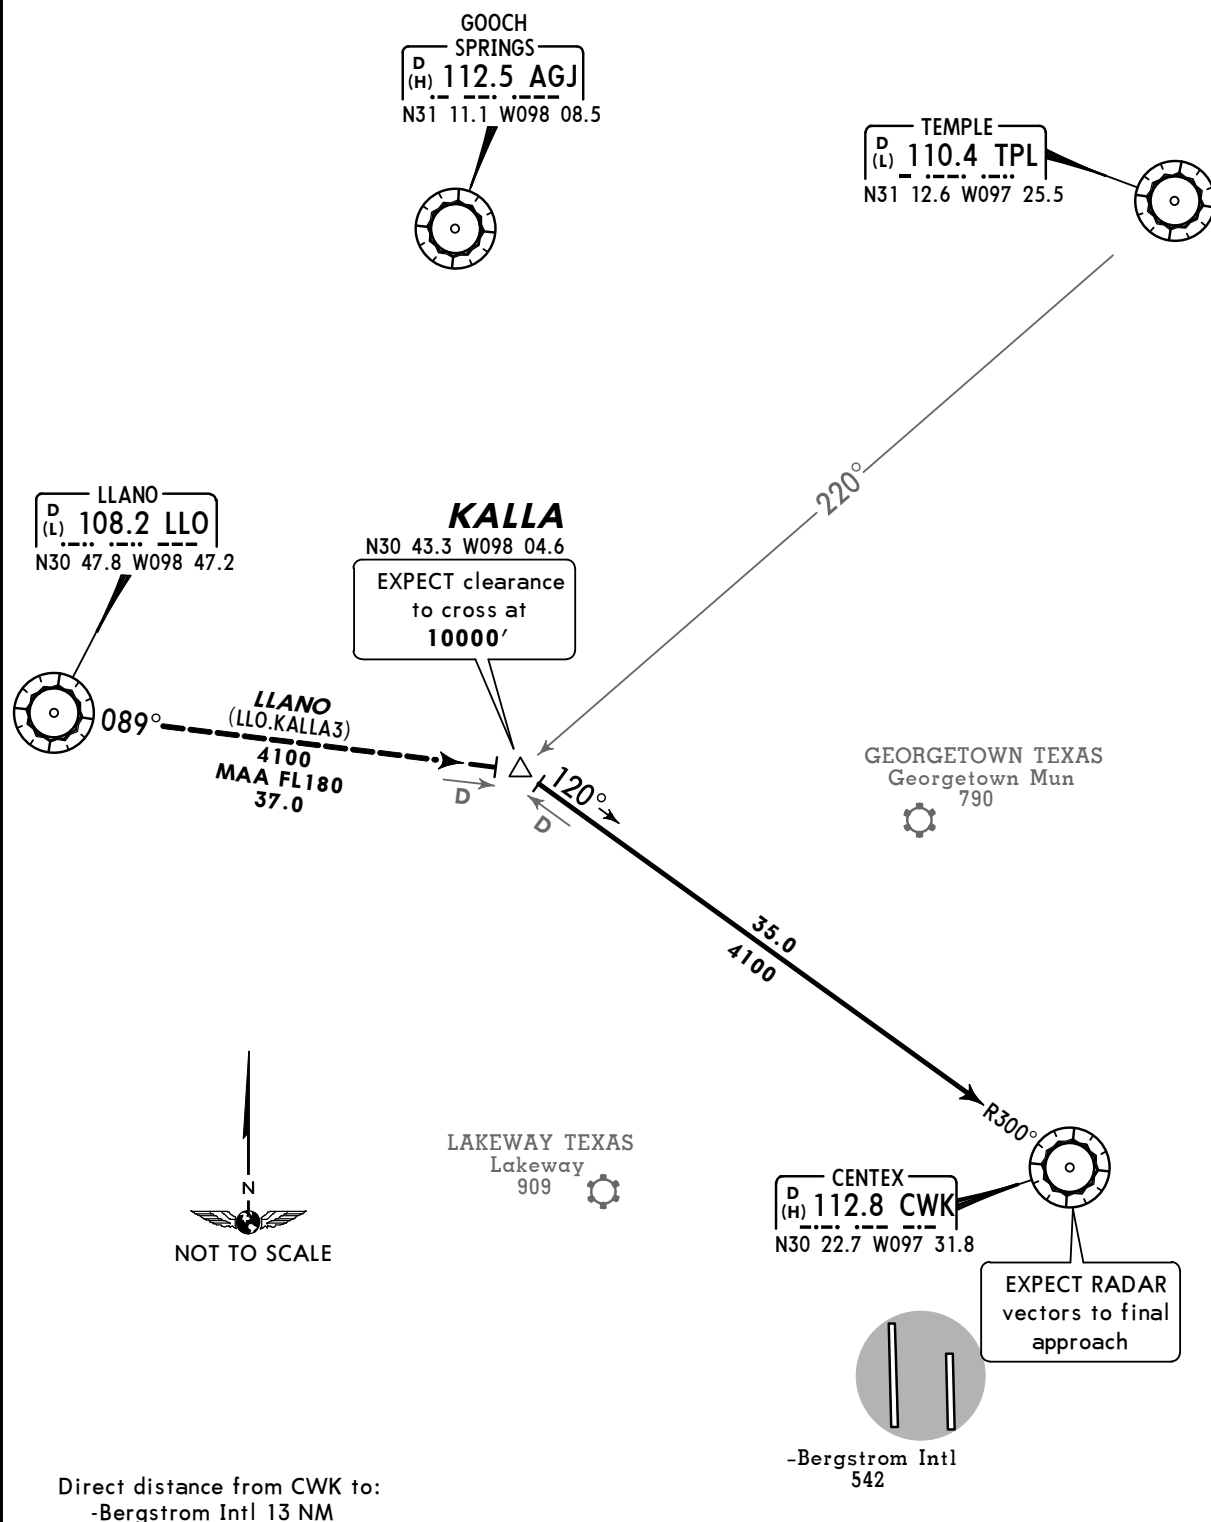 GOOCH
SPRINGS
D
(H) 112.5 AGJ
N31 11.1 W098 08.5
TEMPLE
D
(L) 110.4 TPL
N31 12.6 W097 25.5
220°
LLANO
D
(L) 108.2 LLO
N30 47.8 W098 47.2
KALLA
N30 43.3 W098 04.6
EXPECT clearance
to cross at
10000'
089°
LLANO
(LLO.KALLA3)
4100
MAA FL180
37.0
D
D
120°
GEORGETOWN TEXAS
Georgetown Mun
790
35.0
4100
R300°
LAKEWAY TEXAS
Lakeway
909
N
NOT TO SCALE
CENTEX
D
(H) 112.8 CWK
N30 22.7 W097 31.8
EXPECT RADAR
vectors to final
approach
-Bergstrom Intl
542
Direct distance from CWK to:
-Bergstrom Intl 13 NM